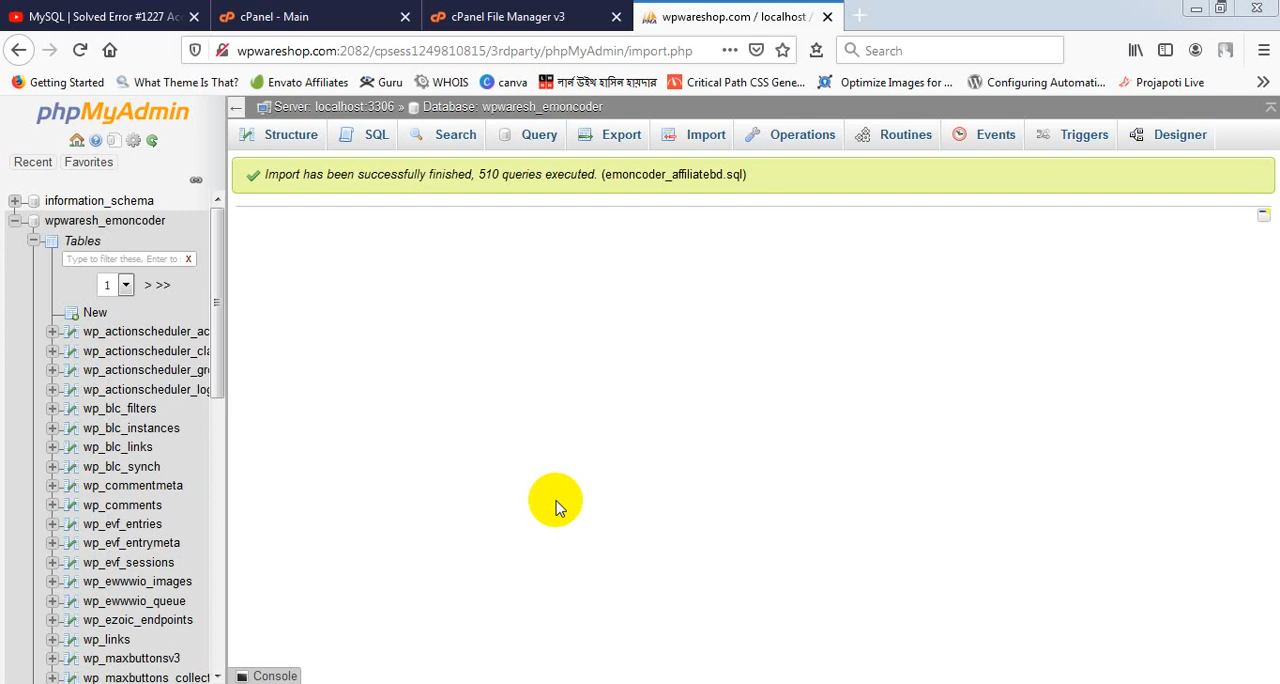 MySQL | Solved Error #1227 Acc
cPanel - Main
cPanel File Manager v3
wpwareshop.com / localhost /
wpwareshop.com:2082/cpsess1249810815/3rdparty/phpMyAdmin/import.php
Search
Getting Started
What Theme Is That?
Envato Affiliates
Guru
WHOIS
canva
লার্ন উইথ হাসিন হায়দার
Critical Path CSS Gene...
Optimize Images for ...
Configuring Automati...
Projapoti Live
phpMyAdmin
Recent
Favorites
Server: localhost:3306 » Database: wpwaresh_emoncoder
Structure
SQL
Search
Query
Export
Import
Operations
Routines
Events
Triggers
Designer
Import has been successfully finished, 510 queries executed. (emoncoder_affiliatebd.sql)
information_schema
wpwaresh_emoncoder
Tables
Type to filter these, Enter to X
1 > >>
New
wp_actionscheduler_ac
wp_actionscheduler_cla
wp_actionscheduler_gro
wp_actionscheduler_log
wp_blc_filters
wp_blc_instances
wp_blc_links
wp_blc_synch
wp_commentmeta
wp_comments
wp_evf_entries
wp_evf_entrymeta
wp_evf_sessions
wp_ewwwio_images
wp_ewwwio_queue
wp_ezoic_endpoints
wp_links
wp_maxbuttonsv3
wp_maxbuttons_collect
Console